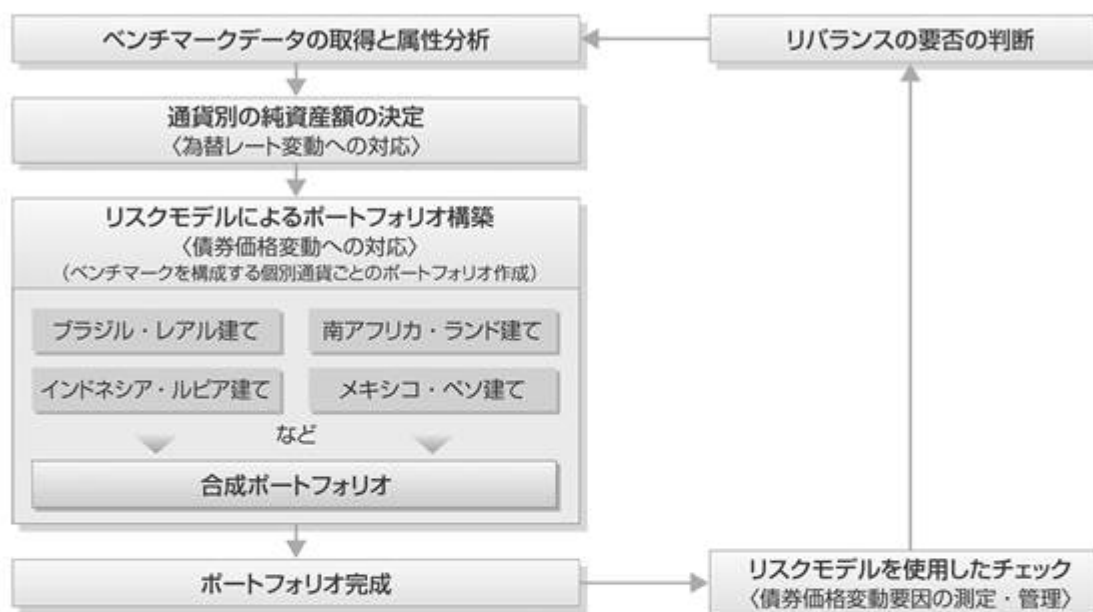 ベンチマークデータの取得と属性分析
リバランスの要否の判断
通貨別の純資産額の決定
〈為替レート変動への対応〉
リスクモデルによるポートフォリオ構築
〈債券価格変動への対応〉
(ベンチマークを構成する個別通貨ごとのポートフォリオ作成)
ブラジル・レアル建て
南アフリカ・ランド建て
インドネシア・ルピア建て
メキシコ・ペソ建て
など
合成ポートフォリオ
ポートフォリオ完成
リスクモデルを使用したチェック
〈債券価格変動要因の測定・管理〉